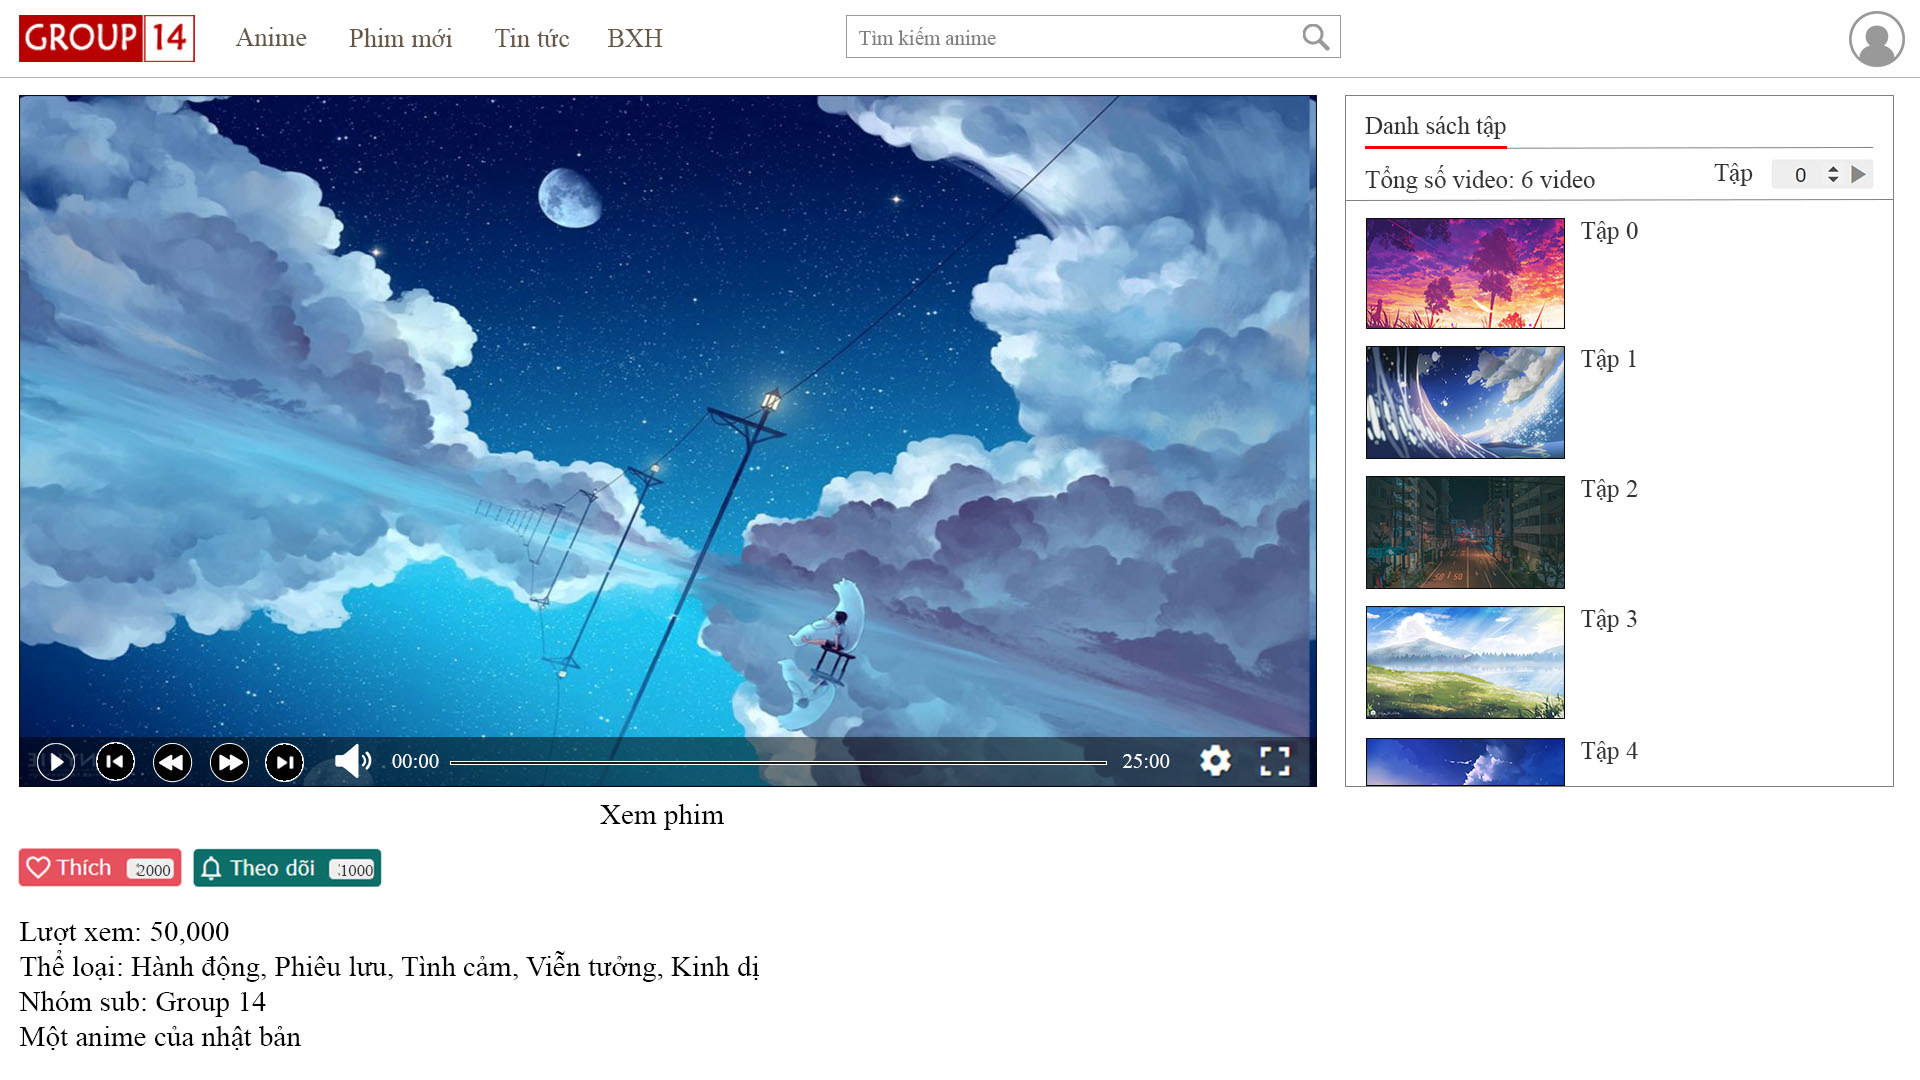 GROUP 14
Anime Phim mới Tin tức BXH
Tìm kiếm anime
Danh sách tập
Tổng số video: 6 video
Tập 0
Tập 0
Tập 1
Tập 2
Tập 3
Tập 4
00:00
25:00
Xem phim
Thích 2000
Theo dõi 1000
Lượt xem: 50,000
Thể loại: Hành động, Phiêu lưu, Tình cảm, Viễn tưởng, Kinh dị
Nhóm sub: Group 14
Một anime của nhật bản